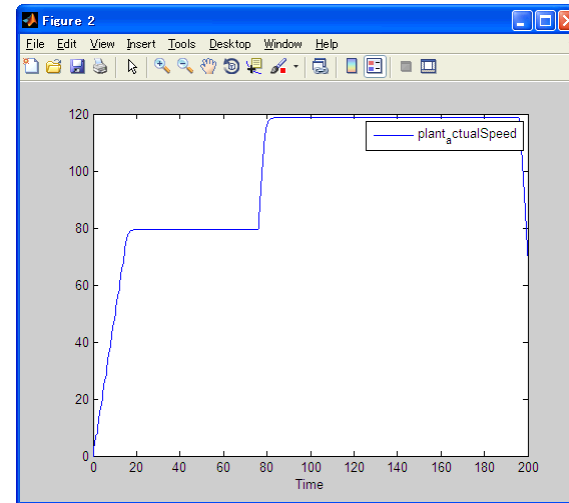 Figure 2
File Edit View Insert Tools Desktop Window Help
120
plant_actualSpeed
100
80
60
40
20
0
0 20 40 60 80 100 120 140 160 180 200
Time